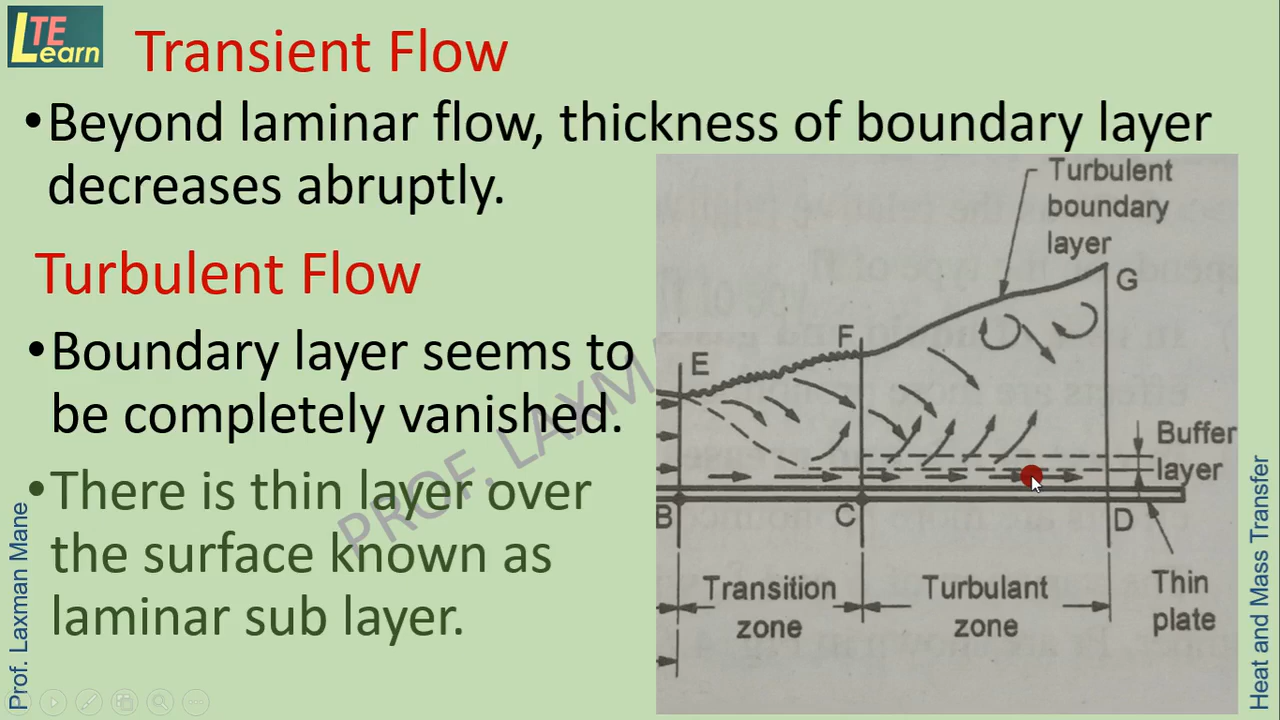 LTE
Learn
Transient Flow
•Beyond laminar flow, thickness of boundary layer
decreases abruptly.
Turbulent Flow
•Boundary layer seems to
be completely vanished.
•There is thin layer over
the surface known as
laminar sub layer.
PROF. LAXM
Prof. Laxman Mane
Heat and Mass Transfer
Turbulent
boundary
layer
G
F
E
Buffer
layer
B
C
D
Transition
zone
Turbulant
zone
Thin
plate